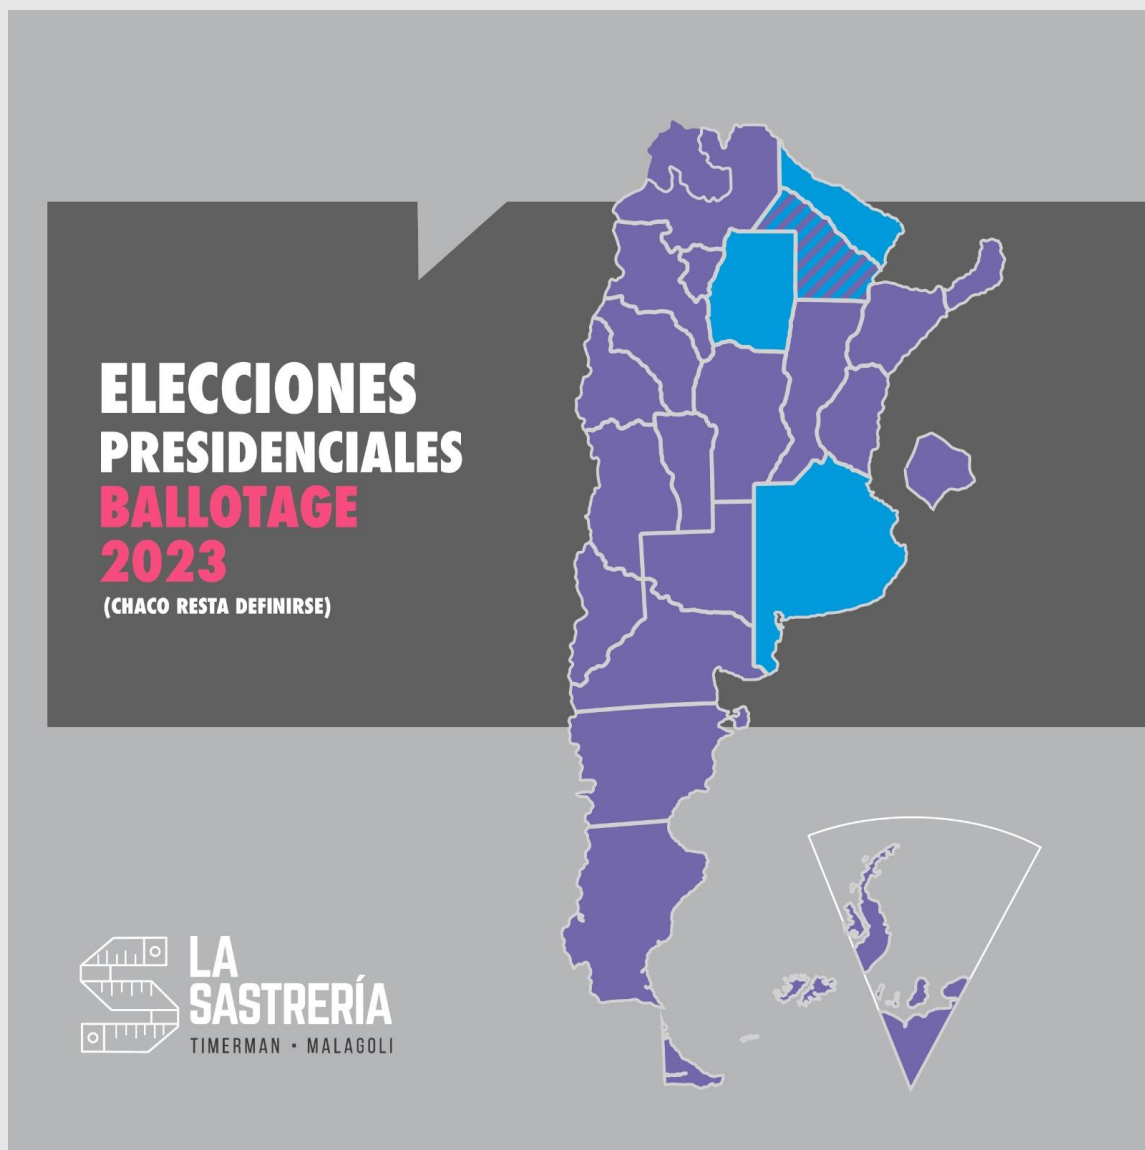 ELECCIONES
PRESIDENCIALES
BALLOTAGE
2023
(CHACO RESTA DEFINIRSE)
LA
SASTRERÍA
TIMERMAN • MALAGOLI